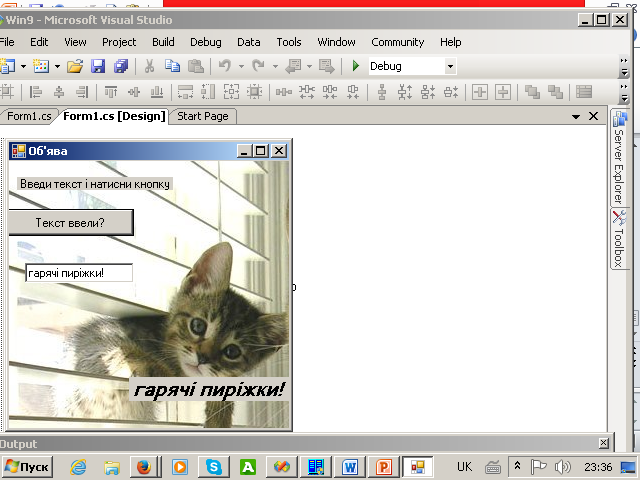 Win9 - Microsoft Visual Studio
File Edit View Project Build Debug Data Tools Window Community Help
Debug
Form1.cs Form1.cs [Design] Start Page
Server Explorer
Toolbox
Об'ява
Введи текст і натисни кнопку
Текст ввели?
гарячі пиріжки!
гарячі пиріжки!
Output
Пуск UK 23:36